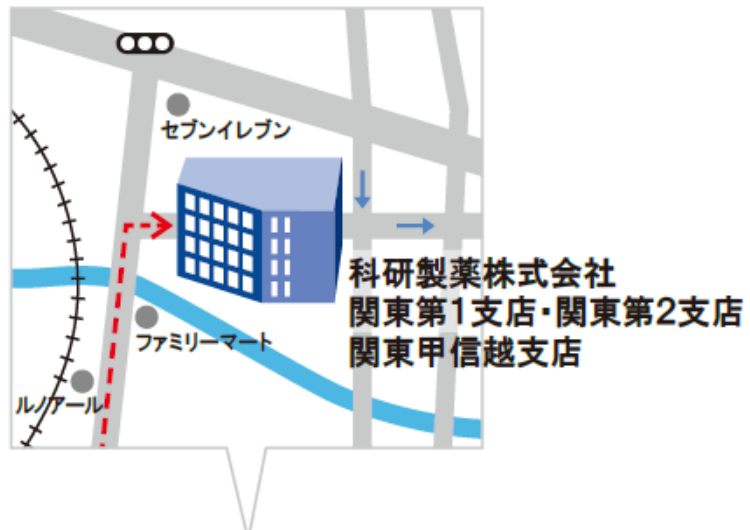 セブンイレブン
科研製薬株式会社
関東第1支店・関東第2支店
関東甲信越支店
ファミリーマート
ルノアール